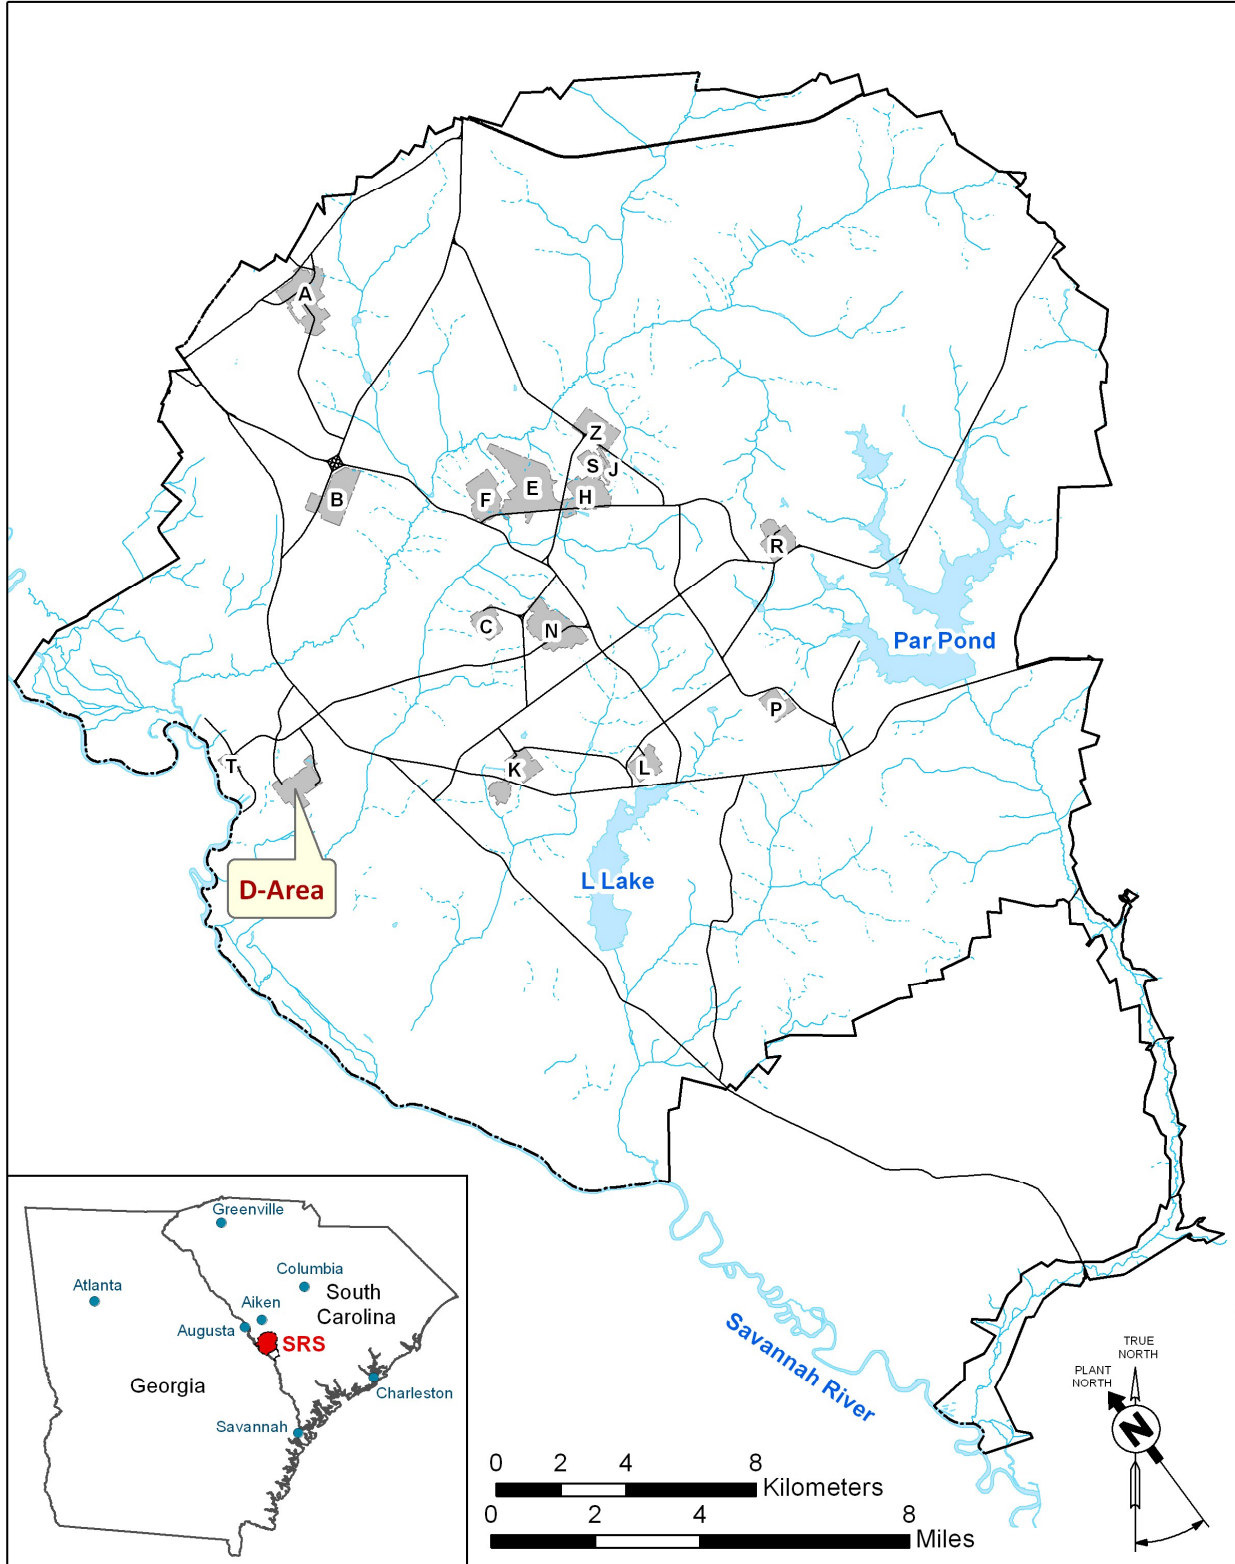 A
Z
S
J
B
F
E
H
R
C
N
Par Pond
P
T
K
L
D-Area
L Lake
Greenville
Columbia
Atlanta
South
Carolina
Aiken
Augusta
SRS
Georgia
Charleston
Savannah
Savannah River
TRUE
NORTH
PLANT
NORTH
N
0 2 4 8
Kilometers
0 2 4 8
Miles